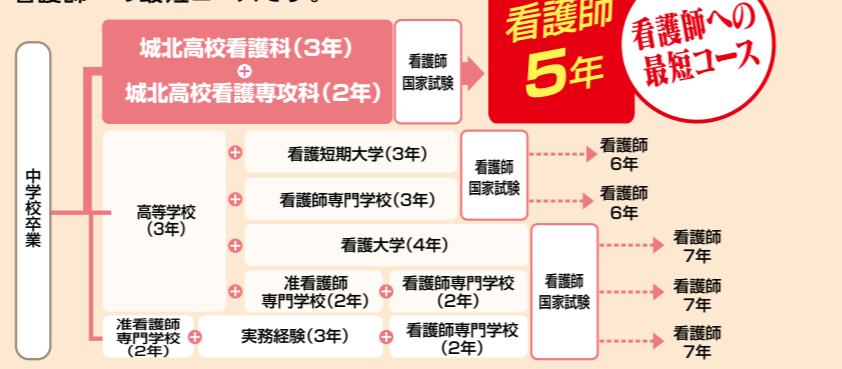 最短コースです。
中学校卒業
城北高校看護科(3年)
+
城北高校看護専攻科(2年)
看護師
国家試験
看護師
5年
看護師への
最短コース
高等学校
(3年)
+
看護短期大学(3年)
+
看護師専門学校(3年)
看護師
国家試験
看護師
6年
看護師
6年
+
看護大学(4年)
+
准看護師
専門学校(2年)
+
看護師専門学校
(2年)
准看護師
専門学校
(2年)
+
実務経験(3年)
+
看護師専門学校
(2年)
看護師
国家試験
看護師
7年
看護師
7年
看護師
7年